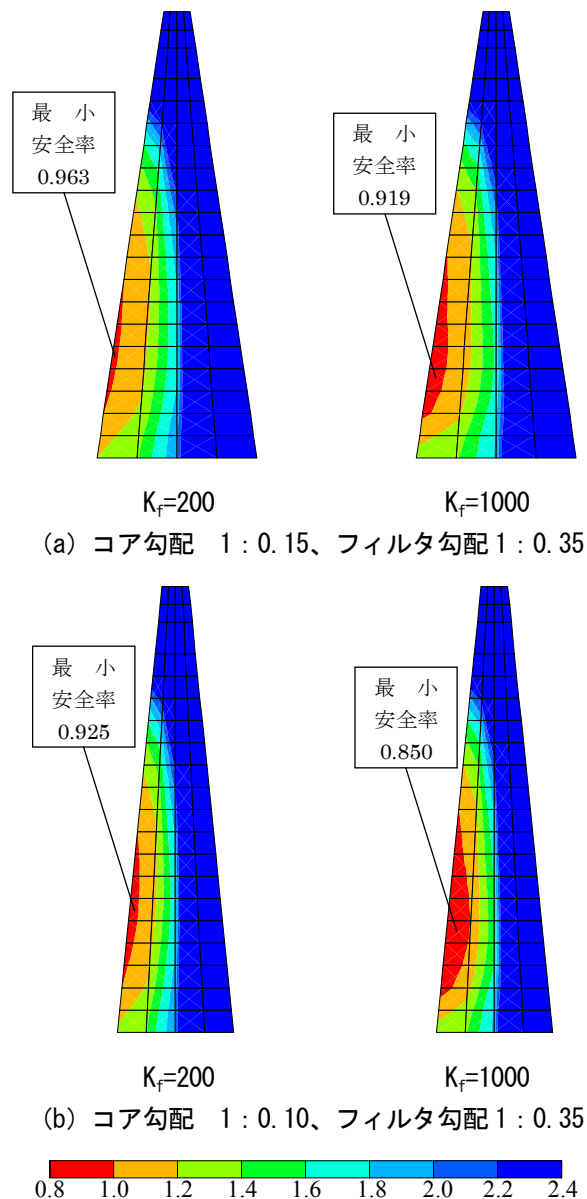 最 小
安全率
0.963
最 小
安全率
0.919
K_f=200
K_f=1000
(a) コア勾配 1：0.15、フィルタ勾配 1：0.35
最 小
安全率
0.925
最 小
安全率
0.850
K_f=200
K_f=1000
(b) コア勾配 1：0.10、フィルタ勾配 1：0.35
0.8 1.0 1.2 1.4 1.6 1.8 2.0 2.2 2.4